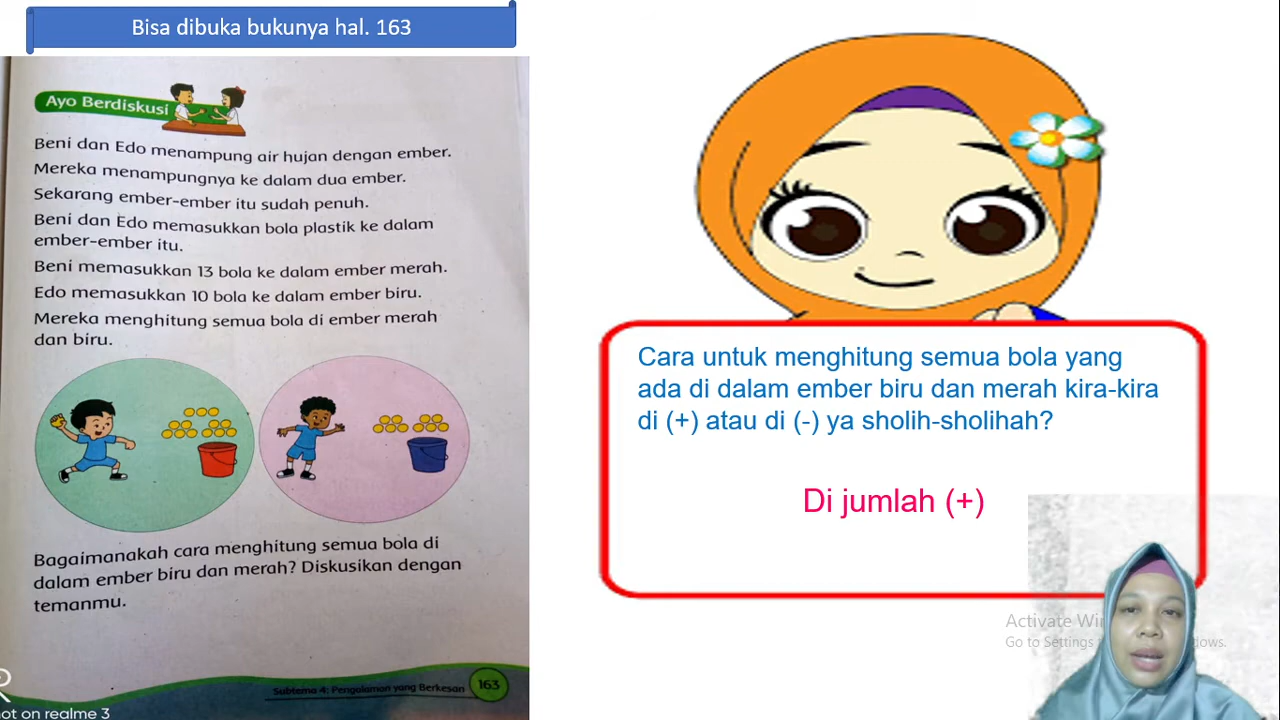 Bisa dibuka bukunya hal. 163
Ayo Berdiskusi
Beni dan Edo menampung air hujan dengan ember.
Mereka menampungnya ke dalam dua ember.
Sekarang ember-ember itu sudah penuh.
Beni dan Edo memasukkan bola plastik ke dalam
ember-ember itu.
Beni memasukkan 13 bola ke dalam ember merah.
Edo memasukkan 10 bola ke dalam ember biru.
Mereka menghitung semua bola di ember merah
dan biru.
Bagaimanakah cara menghitung semua bola di
dalam ember biru dan merah? Diskusikan dengan
temanmu.
Subtema 4: Pengalaman yang Berkesan
163
ot on realme 3
Cara untuk menghitung semua bola yang
ada di dalam ember biru dan merah kira-kira
di (+) atau di (-) ya sholih-sholihah?
Di jumlah (+)
Activate Win
Go to Settings
dows.